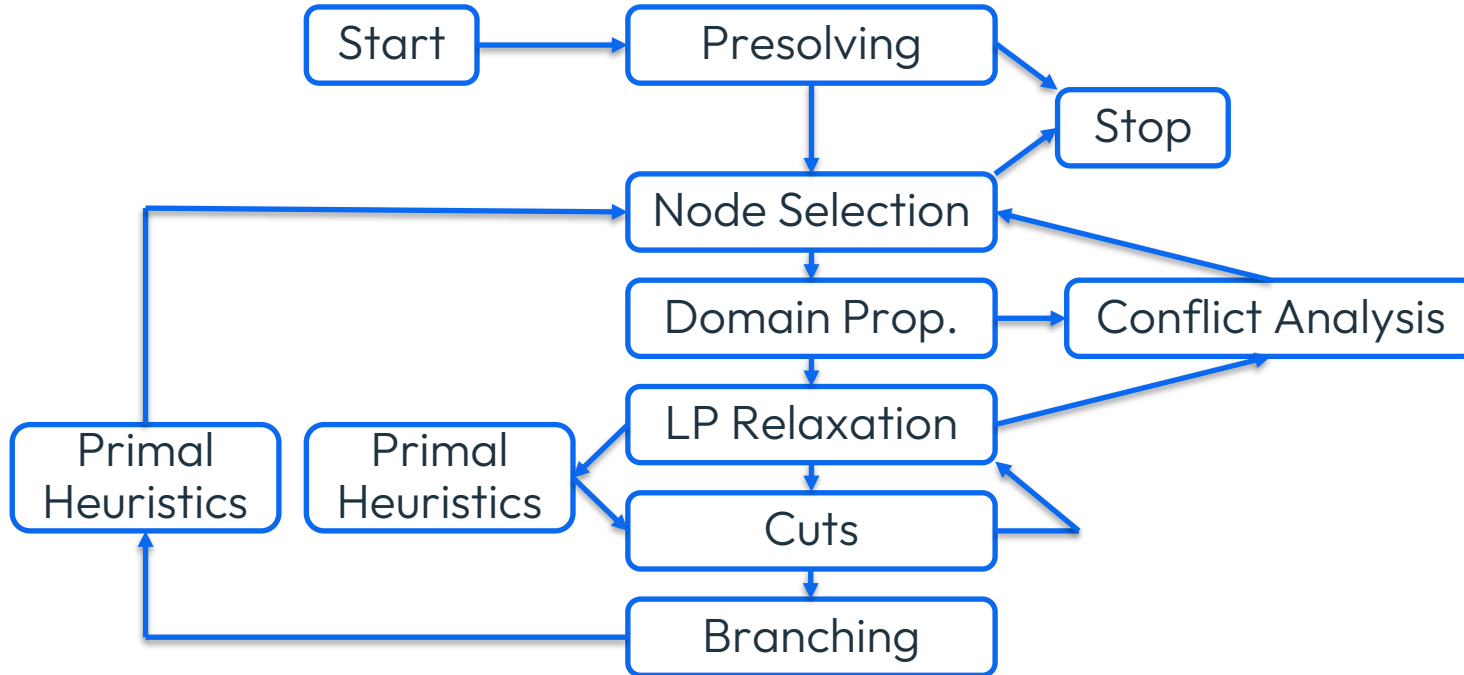 Start
Presolving
Stop
Node Selection
Domain Prop.
Conflict Analysis
LP Relaxation
Primal
Heuristics
Primal
Heuristics
Cuts
Branching